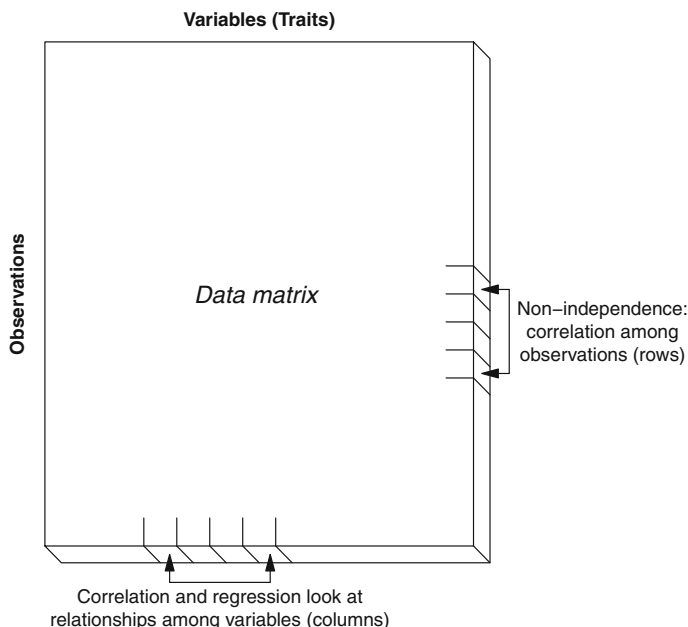 Variables (Traits)
Observations
Data matrix
Non−independence:
correlation among
observations (rows)
Correlation and regression look at
relationships among variables (columns)